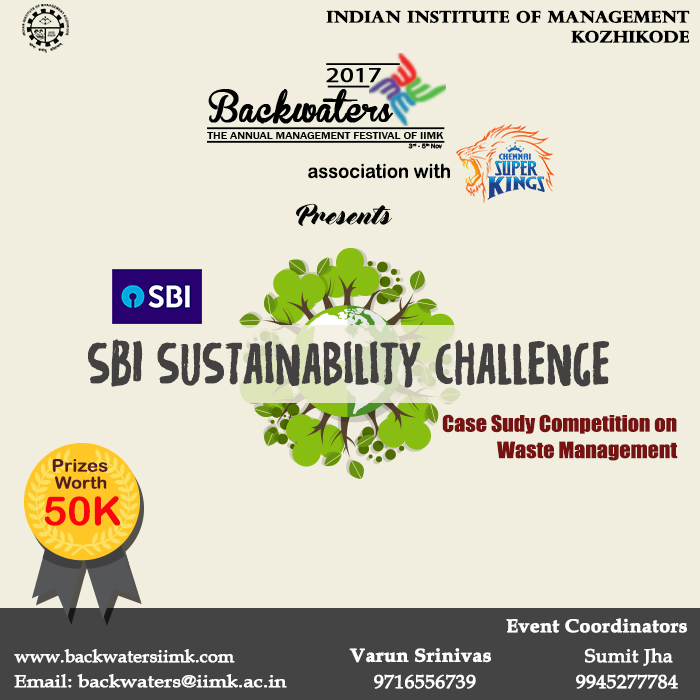 INDIAN INSTITUTE OF MANAGEMENT
KOZHIKODE
2017
Backwaters
THE ANNUAL MANAGEMENT FESTIVAL OF IIMK
3rd - 5th Nov
association with
CHENNAI
SUPER
KINGS
Presents
SBI
SBI SUSTAINABILITY CHALLENGE
Case Sudy Competition on
Waste Management
Prizes
Worth
50K
Event Coordinators
www.backwatersiimk.com
Varun Srinivas
Sumit Jha
Email: backwaters@iimk.ac.in
9716556739
9945277784